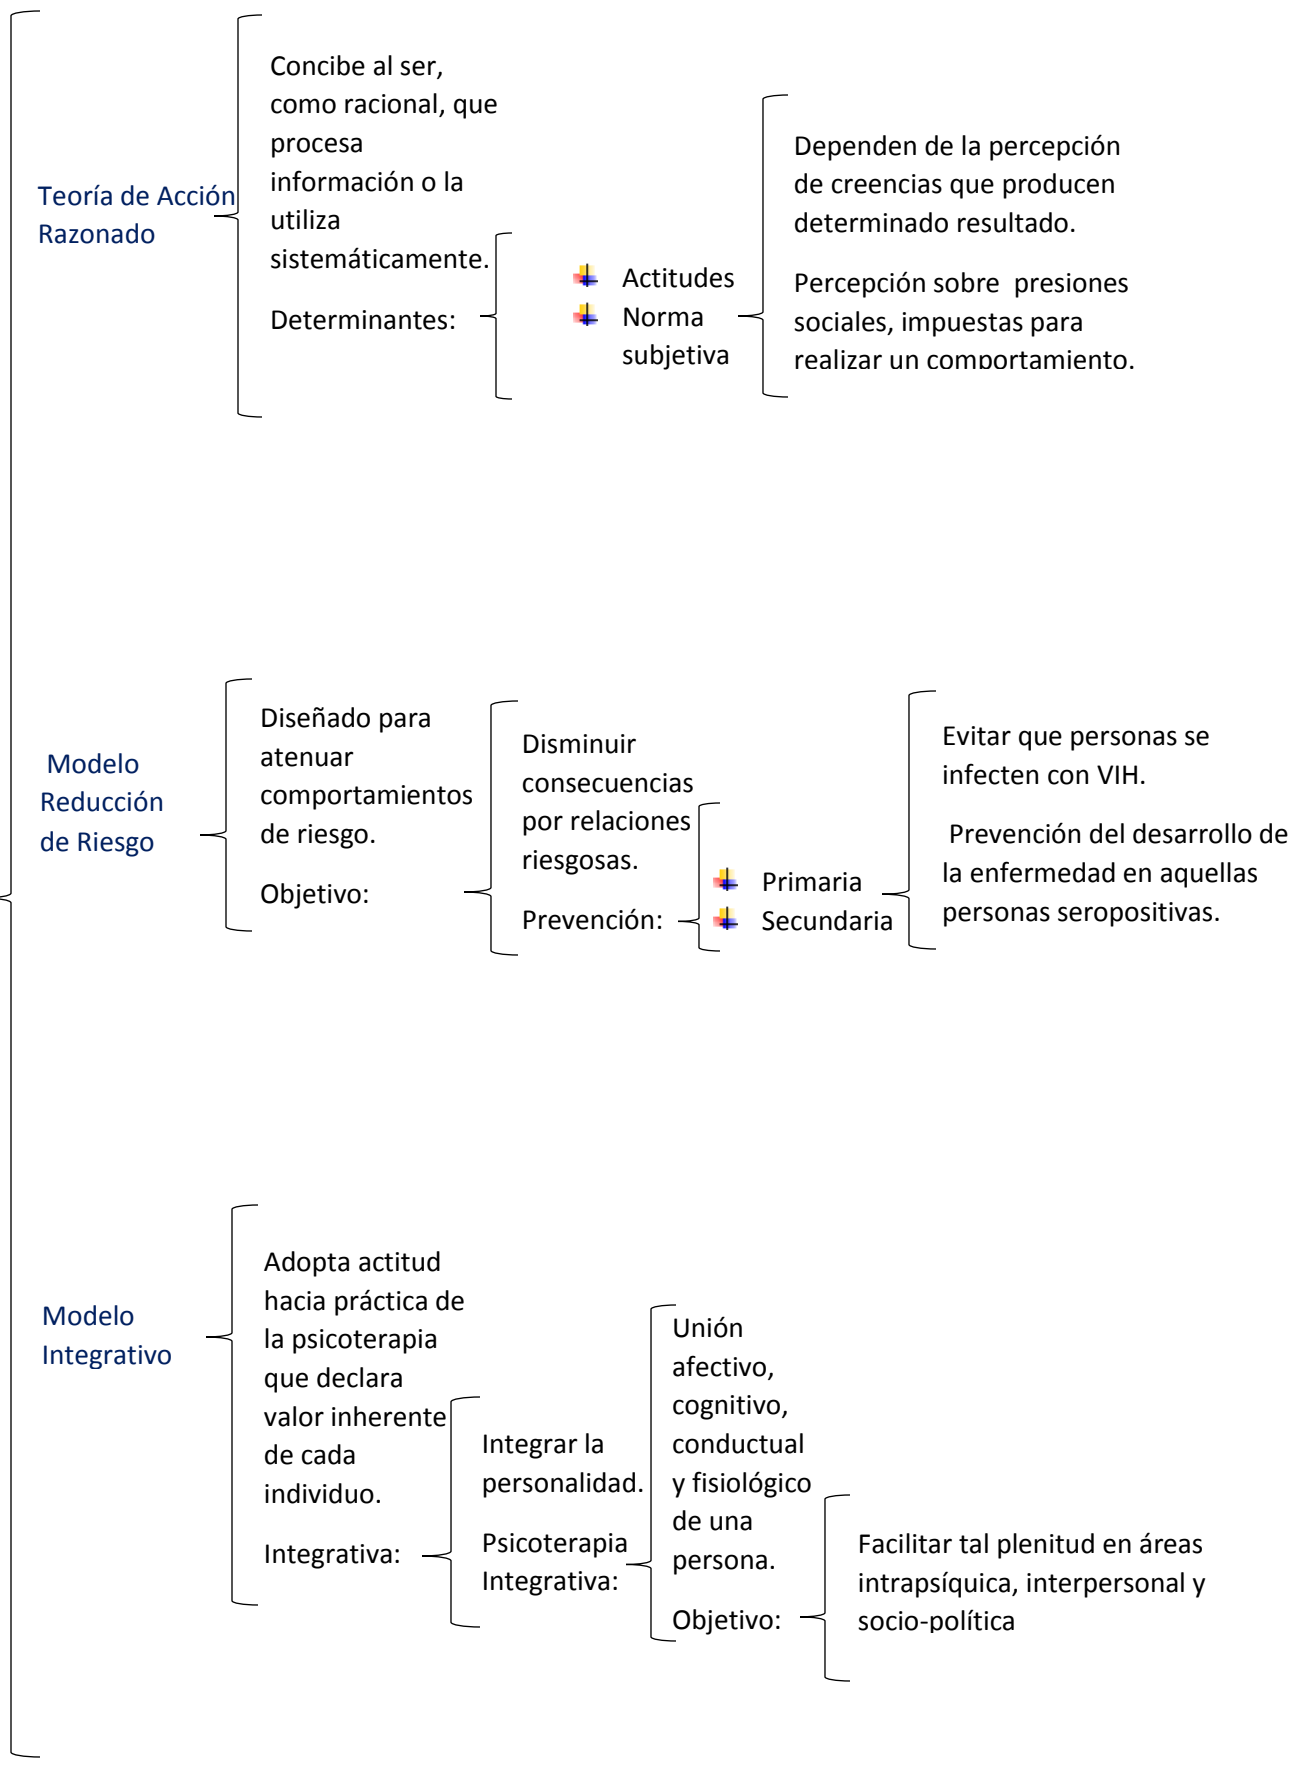 Teoría de Acción
Razonado
Concibe al ser,
como racional, que
procesa
información o la
utiliza
sistemáticamente.
Determinantes:
Actitudes
Norma
subjetiva
Dependen de la percepción
de creencias que producen
determinado resultado.
Percepción sobre  presiones
sociales, impuestas para
realizar un comportamiento.
Modelo
Reducción
de Riesgo
Diseñado para
atenuar
comportamientos
de riesgo.
Objetivo:
Disminuir
consecuencias
por relaciones
riesgosas.
Prevención:
Primaria
Secundaria
Evitar que personas se
infecten con VIH.
Prevención del desarrollo de
la enfermedad en aquellas
personas seropositivas.
Modelo
Integrativo
Adopta actitud
hacia práctica de
la psicoterapia
que declara
valor inherente
de cada
individuo.
Integrativa:
Integrar la
personalidad.
Psicoterapia
Integrativa:
Unión
afectivo,
cognitivo,
conductual
y fisiológico
de una
persona.
Objetivo:
Facilitar tal plenitud en áreas
intrapsíquica, interpersonal y
socio-política